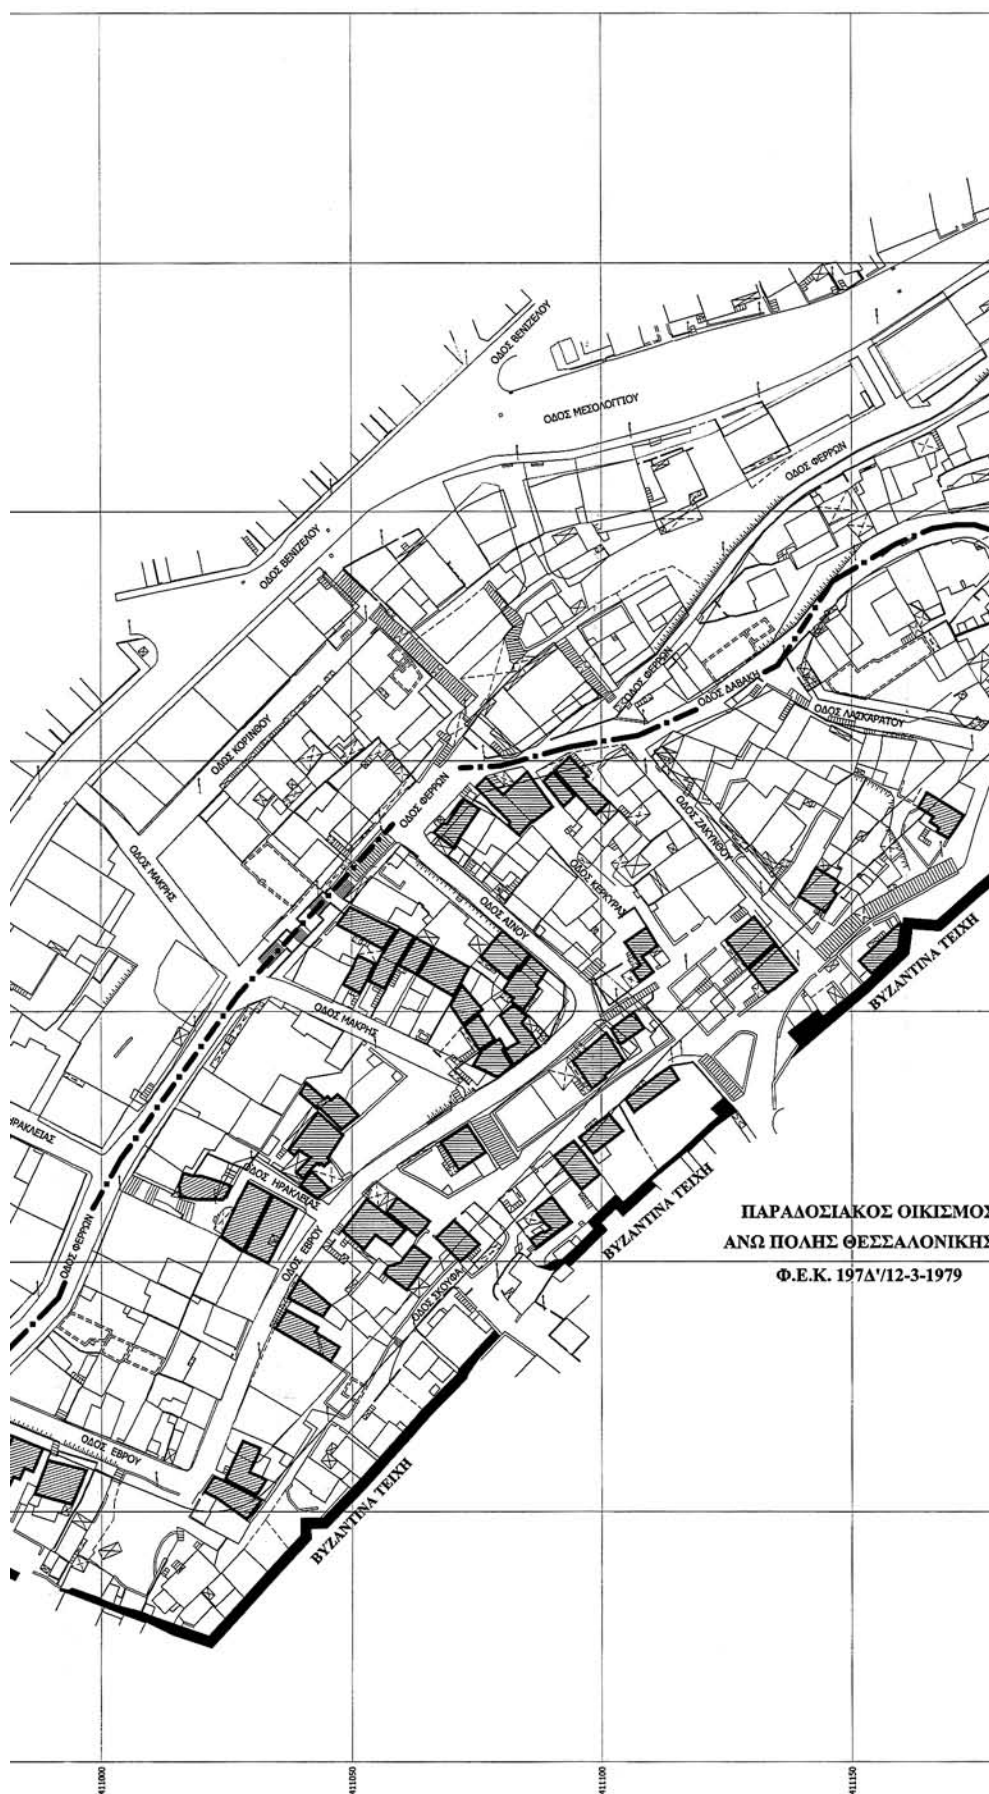 ΟΔΟΣ ΒΕΝΙΖΕΛΟΥ
ΟΔΟΣ ΜΕΣΟΛΟΓΓΙΟΥ
ΟΔΟΣ ΦΕΡΡΩΝ
ΟΔΟΣ ΒΕΝΙΖΕΛΟΥ
ΟΔΟΣ ΦΕΡΡΩΝ
ΟΔΟΣ ΔΑΒΑΚΗ
ΟΔΟΣ ΛΑΣΚΑΡΑΤΟΥ
ΟΔΟΣ ΚΟΡΙΝΘΟΥ
ΟΔΟΣ ΦΕΡΡΩΝ
ΟΔΟΣ ΖΑΚΥΝΘΟΥ
ΟΔΟΣ ΜΑΚΡΗΣ
ΟΔΟΣ ΚΕΡΚΥΡΑΣ
ΟΔΟΣ ΑΙΝΟΥ
ΒΥΖΑΝΤΙΝΑ ΤΕΙΧΗ
ΟΔΟΣ ΜΑΚΡΗΣ
ΗΡΑΚΛΕΙΑΣ
ΟΔΟΣ ΗΡΑΚΛΕΙΑΣ
ΒΥΖΑΝΤΙΝΑ ΤΕΙΧΗ
ΠΑΡΑΔΟΣΙΑΚΟΣ ΟΙΚΙΣΜΟΣ
ΑΝΩ ΠΟΛΗΣ ΘΕΣΣΑΛΟΝΙΚΗΣ
Φ.Ε.Κ. 197Δ'/12-3-1979
ΟΔΟΣ ΦΕΡΡΩΝ
ΟΔΟΣ ΕΒΡΟΥ
ΟΔΟΣ ΣΚΟΥΦΑ
ΟΔΟΣ ΕΒΡΟΥ
ΒΥΖΑΝΤΙΝΑ ΤΕΙΧΗ
411000
411050
411100
411150